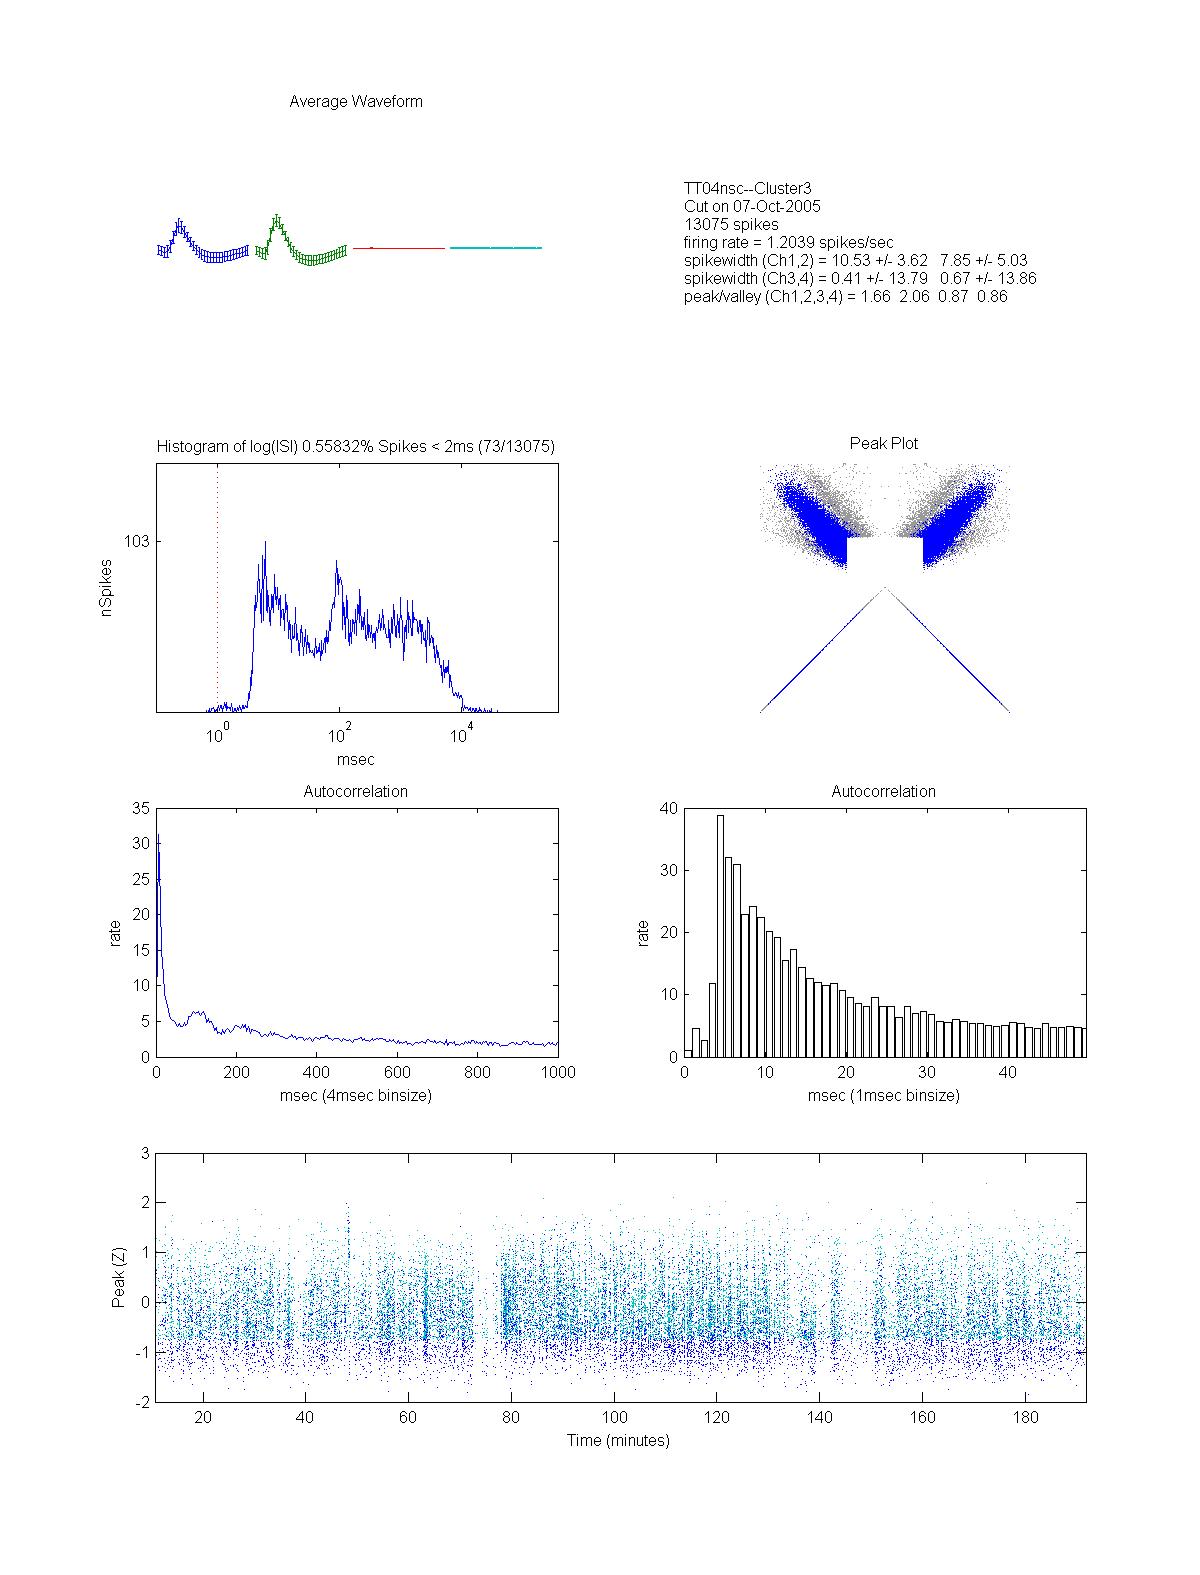 Average Waveform
TT04nsc--Cluster3
Cut on 07-Oct-2005
13075 spikes
firing rate = 1.2039 spikes/sec
spikewidth (Ch1,2) = 10.53 +/- 3.62 7.85 +/- 5.03
spikewidth (Ch3,4) = 0.41 +/- 13.79 0.67 +/- 13.86
peak/valley (Ch1,2,3,4) = 1.66 2.06 0.87 0.86
Histogram of log(ISI) 0.55832% Spikes < 2ms (73/13075)
103
nSpikes
10^0 10^2 10^4
msec
Peak Plot
Autocorrelation
35
30
25
20
15
10
5
0
rate
0 200 400 600 800 1000
msec (4msec binsize)
Autocorrelation
40
30
20
10
0
rate
0 10 20 30 40
msec (1msec binsize)
3
2
1
0
-1
-2
Peak (Z)
20 40 60 80 100 120 140 160 180
Time (minutes)